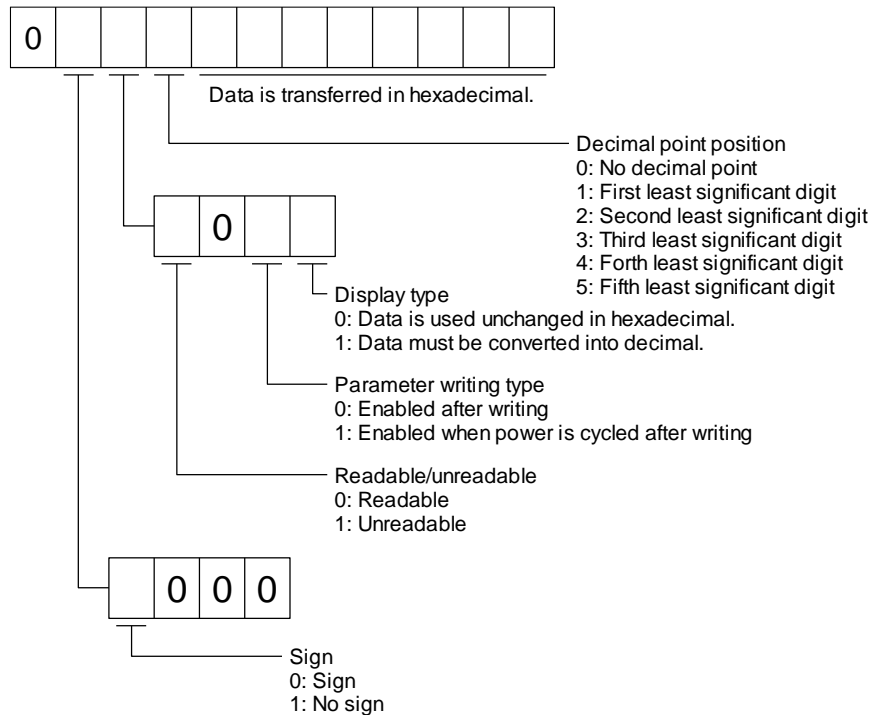 0
Data is transferred in hexadecimal.
Decimal point position
0: No decimal point
1: First least significant digit
2: Second least significant digit
3: Third least significant digit
4: Forth least significant digit
5: Fifth least significant digit
0
Display type
0: Data is used unchanged in hexadecimal.
1: Data must be converted into decimal.
Parameter writing type
0: Enabled after writing
1: Enabled when power is cycled after writing
Readable/unreadable
0: Readable
1: Unreadable
0 0 0
Sign
0: Sign
1: No sign